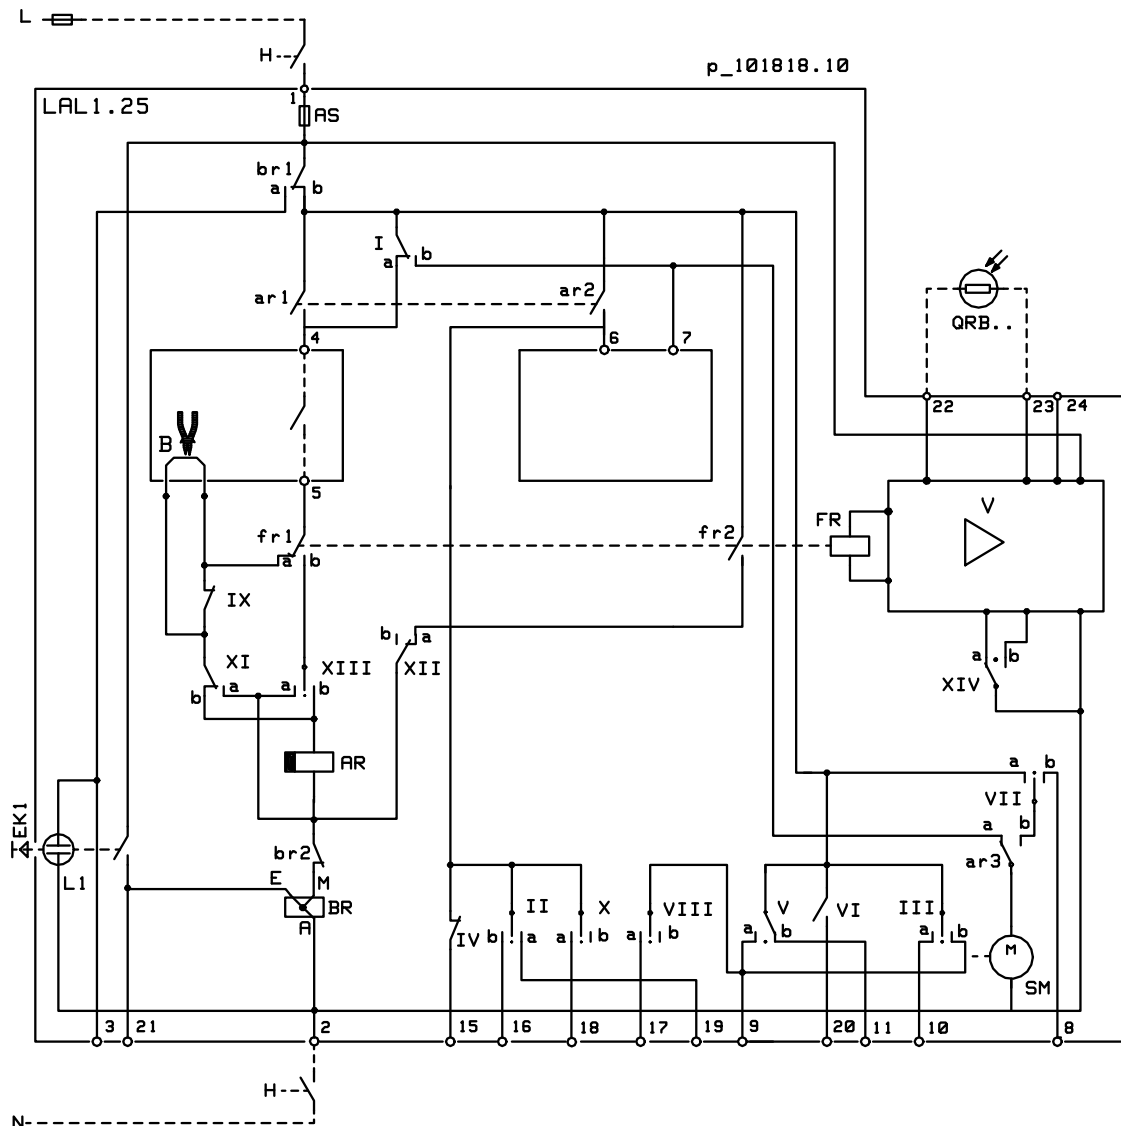 L
H
p_101818.10
1
LAL1.25
AS
br1
a b
I
b
a
ar1
ar2
QRB..
4
6 7
22 23 24
B
5
V
FR
fr1
fr2
a b
IX
b a
XI XIII XII
a b
b a a b
XIV
AR
a b
VII
EK1
a b
br2
ar3
L1
E M
BR
A
II X VIII V VI III
IV b a a b a b a b a b
M
SM
3 21 2 15 16 18 17 19 9 20 11 10 8
H
N